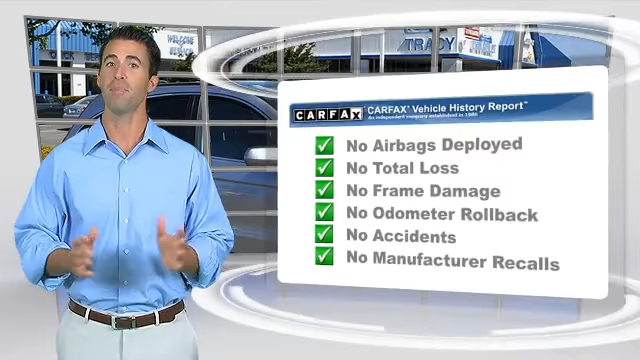 WELCOME
TRACY
CARFAX CARFAX Vehicle History Report™
An independent company established in 1986
No Airbags Deployed
No Total Loss
No Frame Damage
No Odometer Rollback
No Accidents
No Manufacturer Recalls